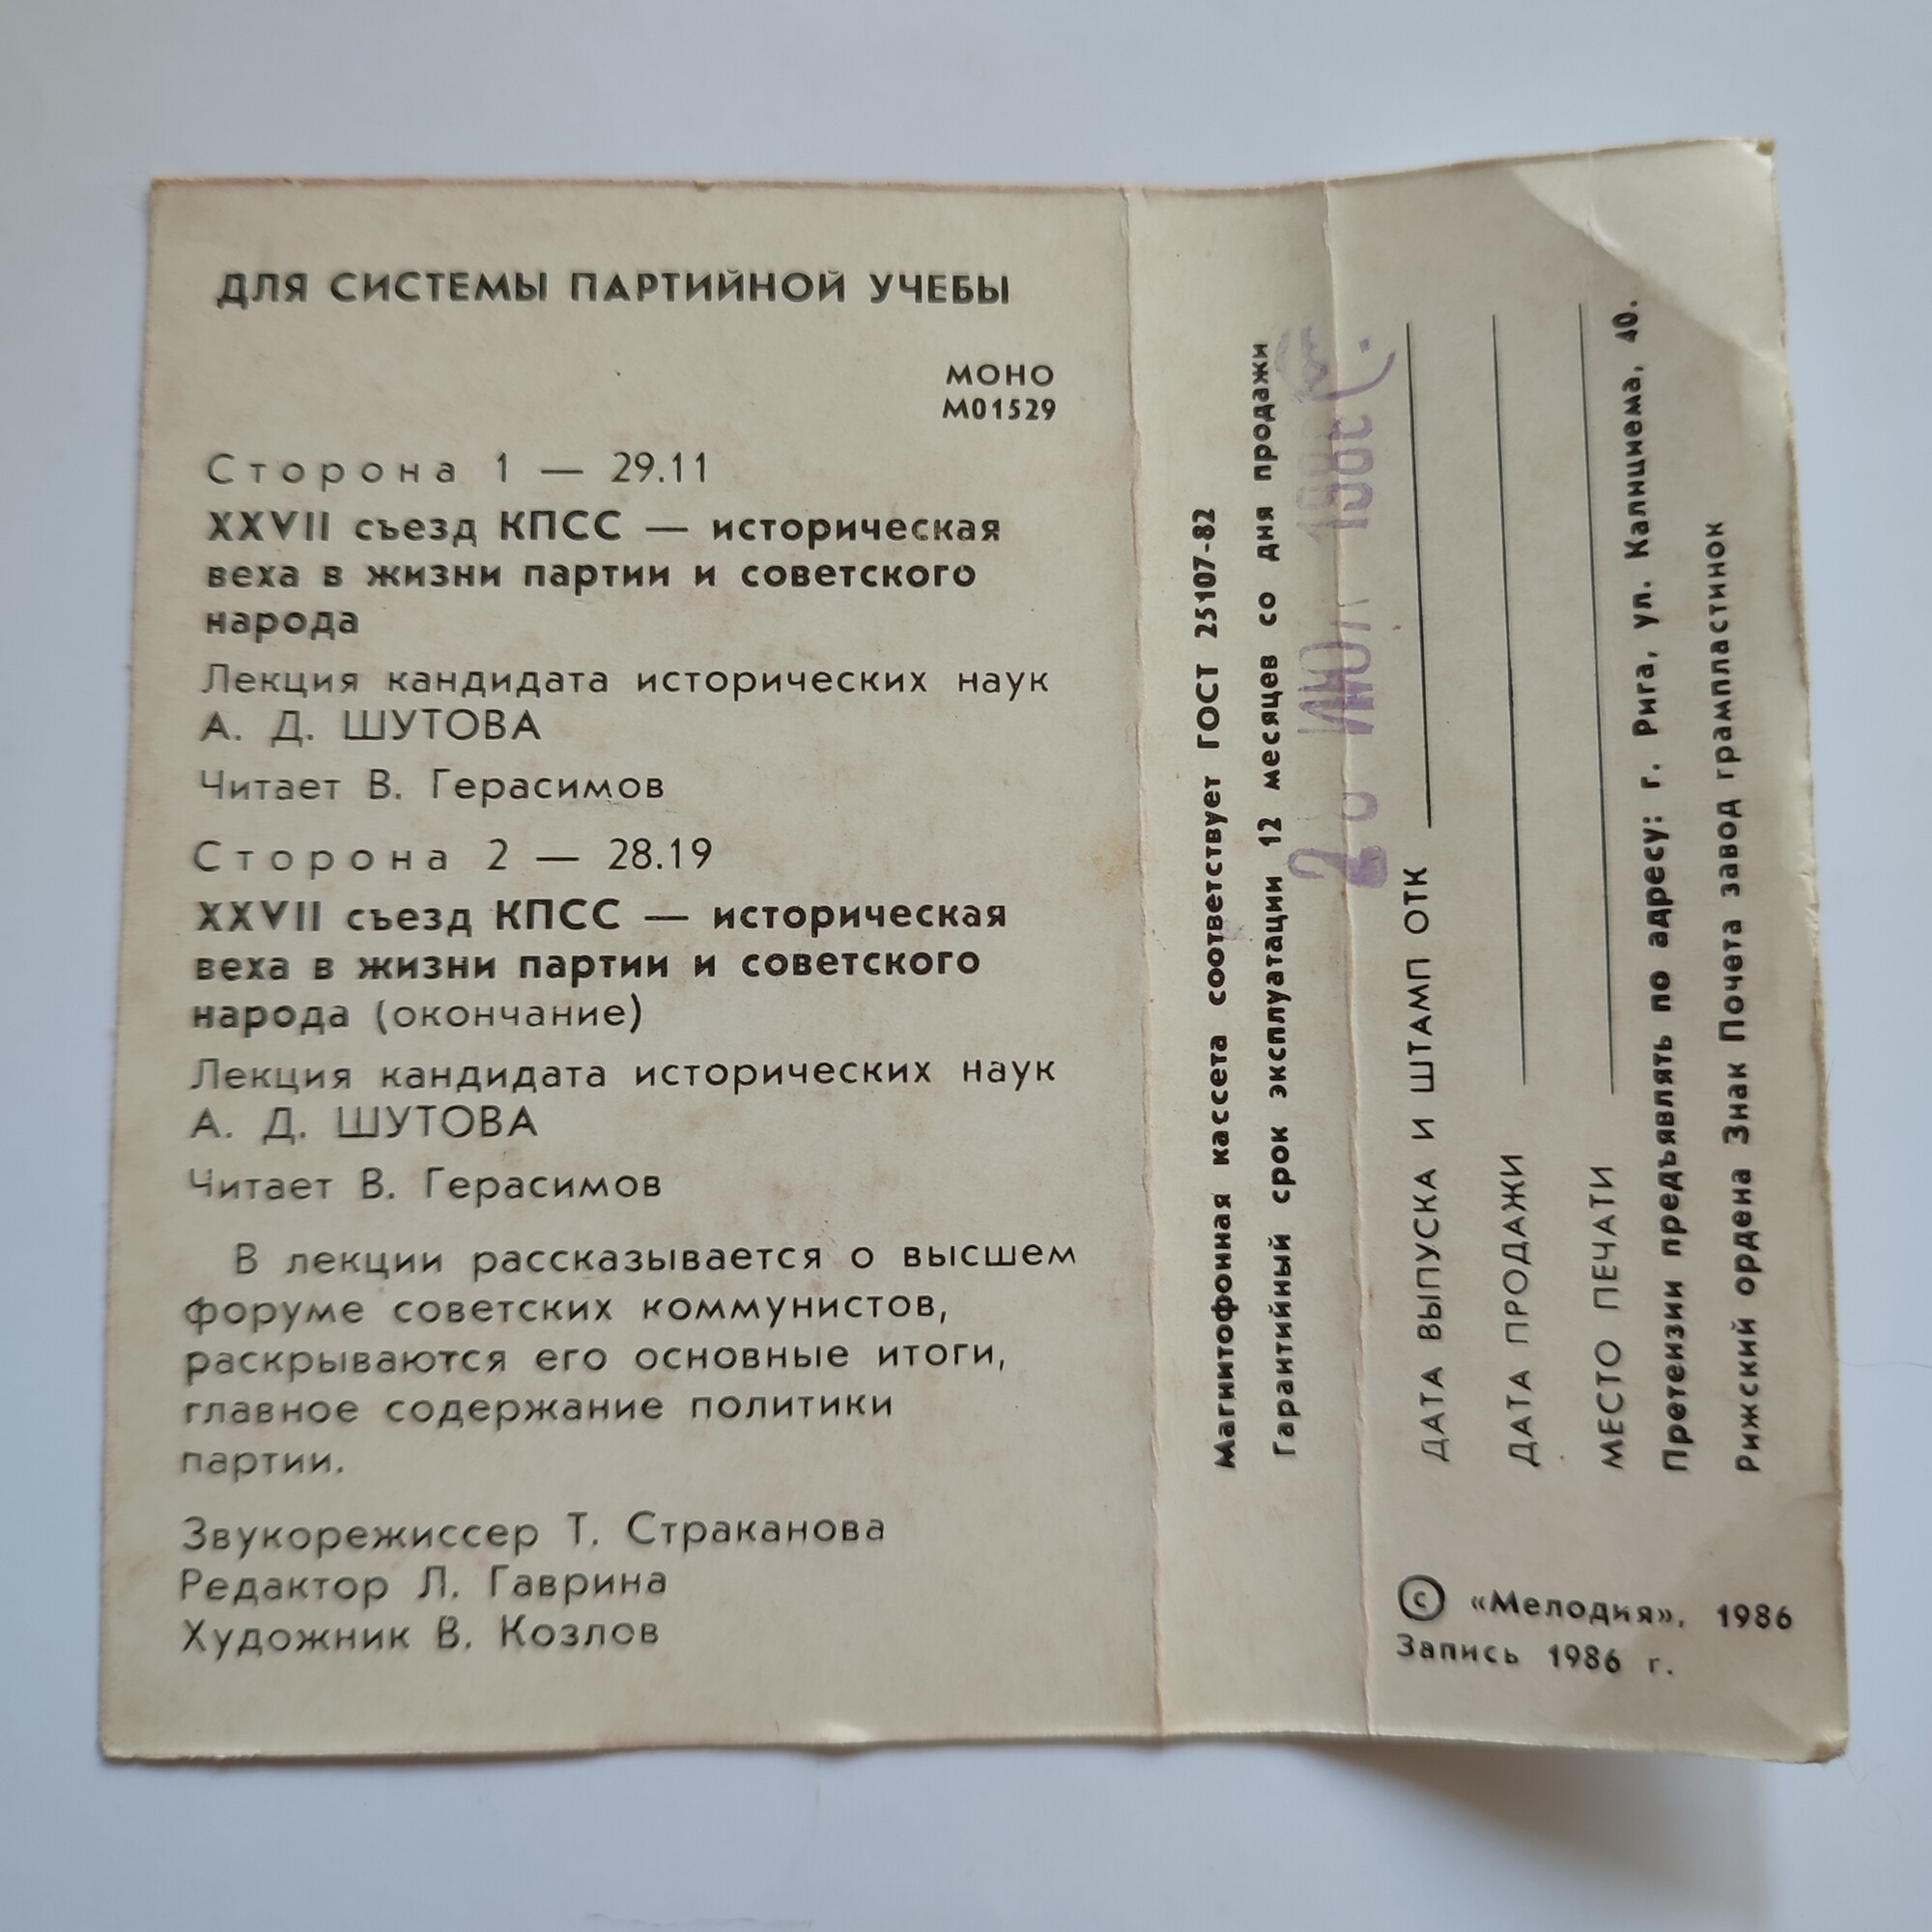 ДЛЯ СИСТЕМЫ ПАРТИЙНОЙ УЧЕБЫ
МОНО
М01529
Сторона 1 — 29.11
XXVII съезд КПСС — историческая
веха в жизни партии и советского
народа
Лекция кандидата исторических наук
А. Д. ШУТОВА
Читает В. Герасимов
Сторона 2 — 28.19
XXVII съезд КПСС — историческая
веха в жизни партии и советского
народа (окончание)
Лекция кандидата исторических наук
А. Д. ШУТОВА
Читает В. Герасимов
В лекции рассказывается о высшем
форуме советских коммунистов,
раскрываются его основные итоги,
главное содержание политики
партии.
Звукорежиссер Т. Страканова
Редактор Л. Гаврина
Художник В. Козлов
Магнитофонная кассета соответствует ГОСТ 25107-82
Гарантийный срок эксплуатации 12 месяцев со дня продажи
ИЮЛ
ДАТА ВЫПУСКА И ШТАМП ОТК
ДАТА ПРОДАЖИ
МЕСТО ПЕЧАТИ
Претензии предъявлять по адресу: г. Рига, ул. Калнциема, 40.
Рижский ордена Знак Почета завод грампластинок
© «Мелодия», 1986
Запись 1986 г.